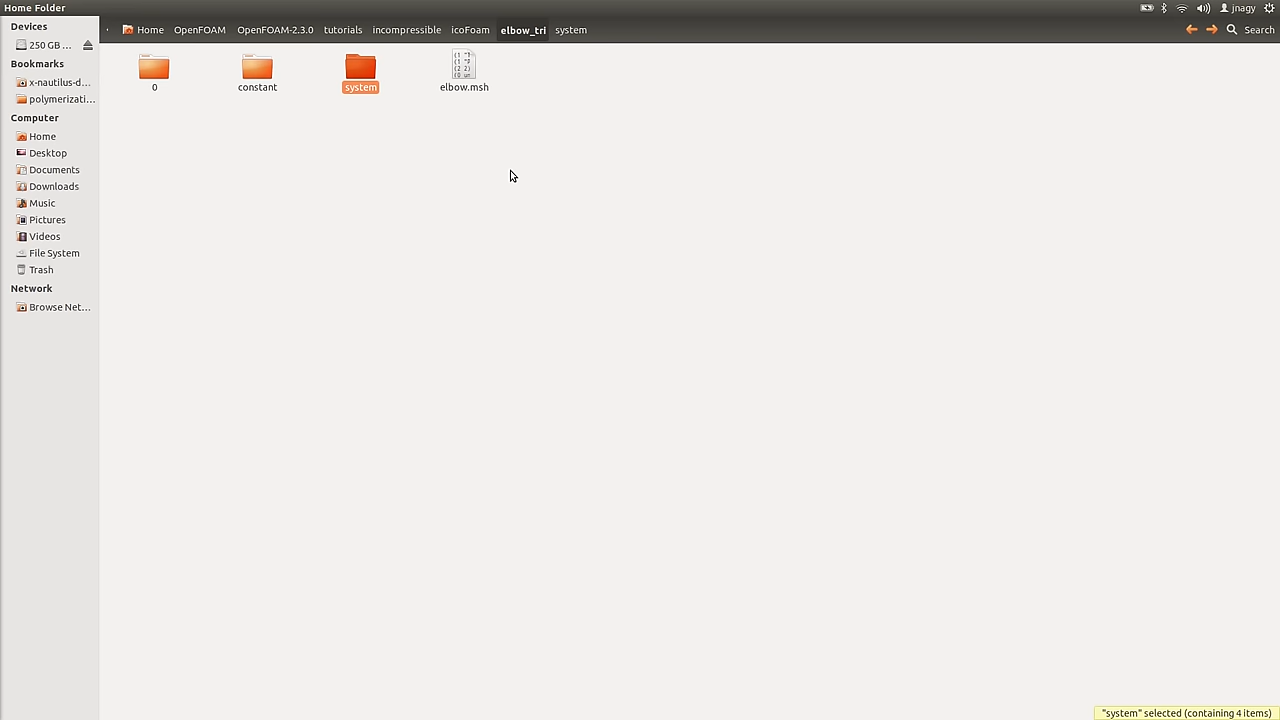 Home Folder
jnagy
Devices
250 GB ...
Bookmarks
x-nautilus-d...
polymerizati...
Computer
Home
Desktop
Documents
Downloads
Music
Pictures
Videos
File System
Trash
Network
Browse Net...
Home OpenFOAM OpenFOAM-2.3.0 tutorials incompressible icoFoam elbow_tri system
Search
0 constant system elbow.msh
"system" selected (containing 4 items)